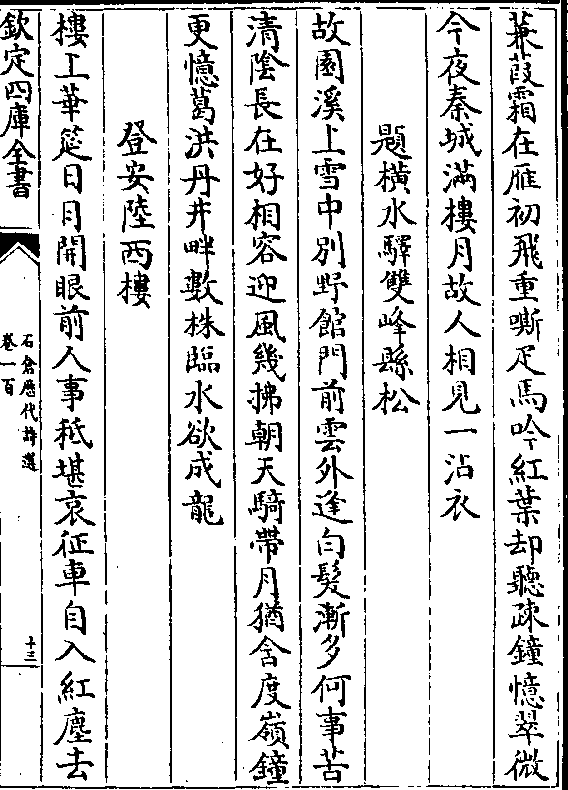 蒹葭霜在雁初飛重嘶疋馬吟紅葉却聽疎鐘憶翠微
今夜秦城滿樓月故人相見一沾衣
題橫水驛雙峰縣松
故園溪上雪中別野館門前雲外逢白髮漸多何事苦
清陰長在好相容迎風幾拂朝天騎帶月猶含度嶺鐘
更憶葛洪丹井畔數株臨水欲成龍
登安陸西樓
樓上華筵日日開眼前人事秪堪哀征車自入紅塵去
欽定四庫全書
石倉歷代詩選
卷一百
十三